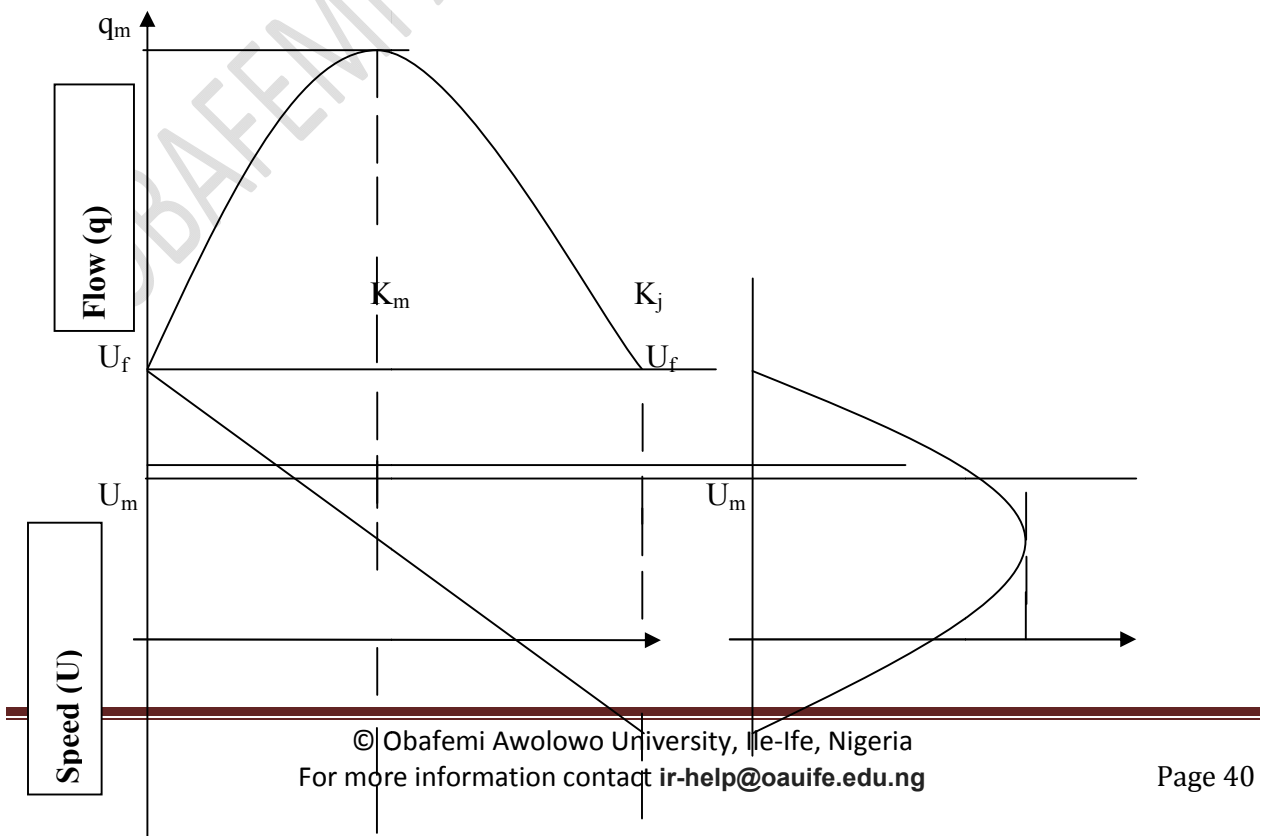 qm
Flow (q)
Km
Kj
Uf
Uf
Um
Um
Speed (U)
© Obafemi Awolowo University, Ile-Ife, Nigeria
For more information contact ir-help@oauife.edu.ng
Page 40
OBAFEM